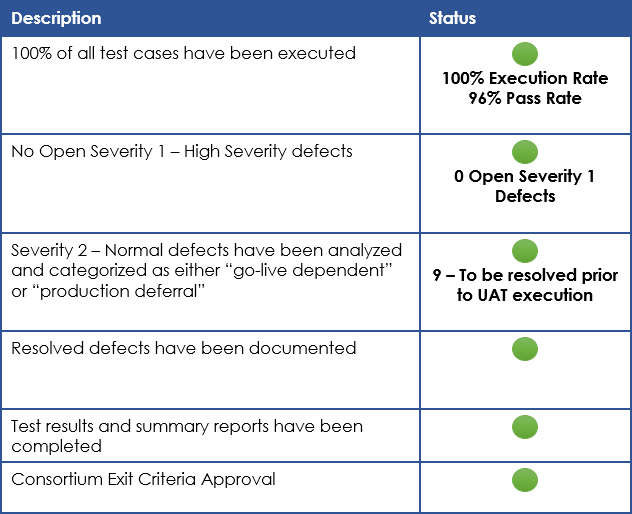 Description
Status
100% of all test cases have been executed
100% Execution Rate
96% Pass Rate
No Open Severity 1 – High Severity defects
0 Open Severity 1
Defects
Severity 2 – Normal defects have been analyzed
and categorized as either “go-live dependent”
or “production deferral”
9 – To be resolved prior
to UAT execution
Resolved defects have been documented
Test results and summary reports have been
completed
Consortium Exit Criteria Approval